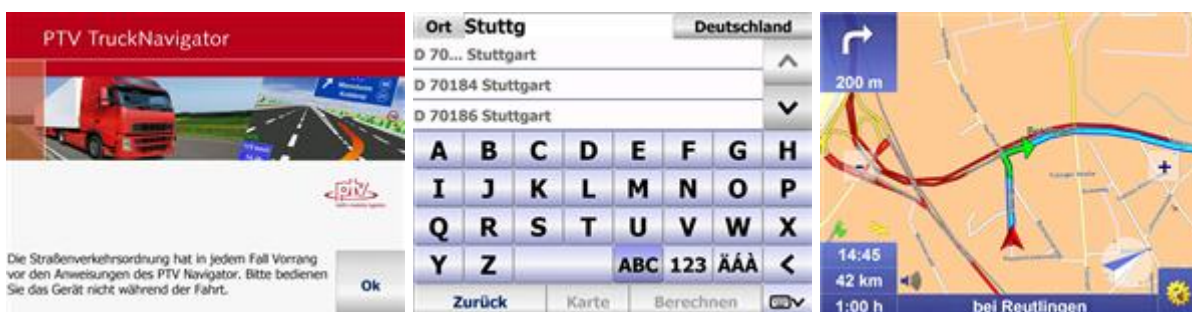 PTV TruckNavigator
ptv
Die Straßenverkehrsordnung hat in jedem Fall Vorrang
vor den Anweisungen des PTV Navigator. Bitte bedienen
Sie das Gerät nicht während der Fahrt.
Ok
Ort Stuttg Deutschland
D 70... Stuttgart
D 70184 Stuttgart
D 70186 Stuttgart
A B C D E F G H
I J K L M N O P
Q R S T U V W X
Y Z ABC 123 ÄÁÀ <
Zurück Karte Berechnen
200 m
+
-
14:45
42 km
1:00 h
bei Reutlingen